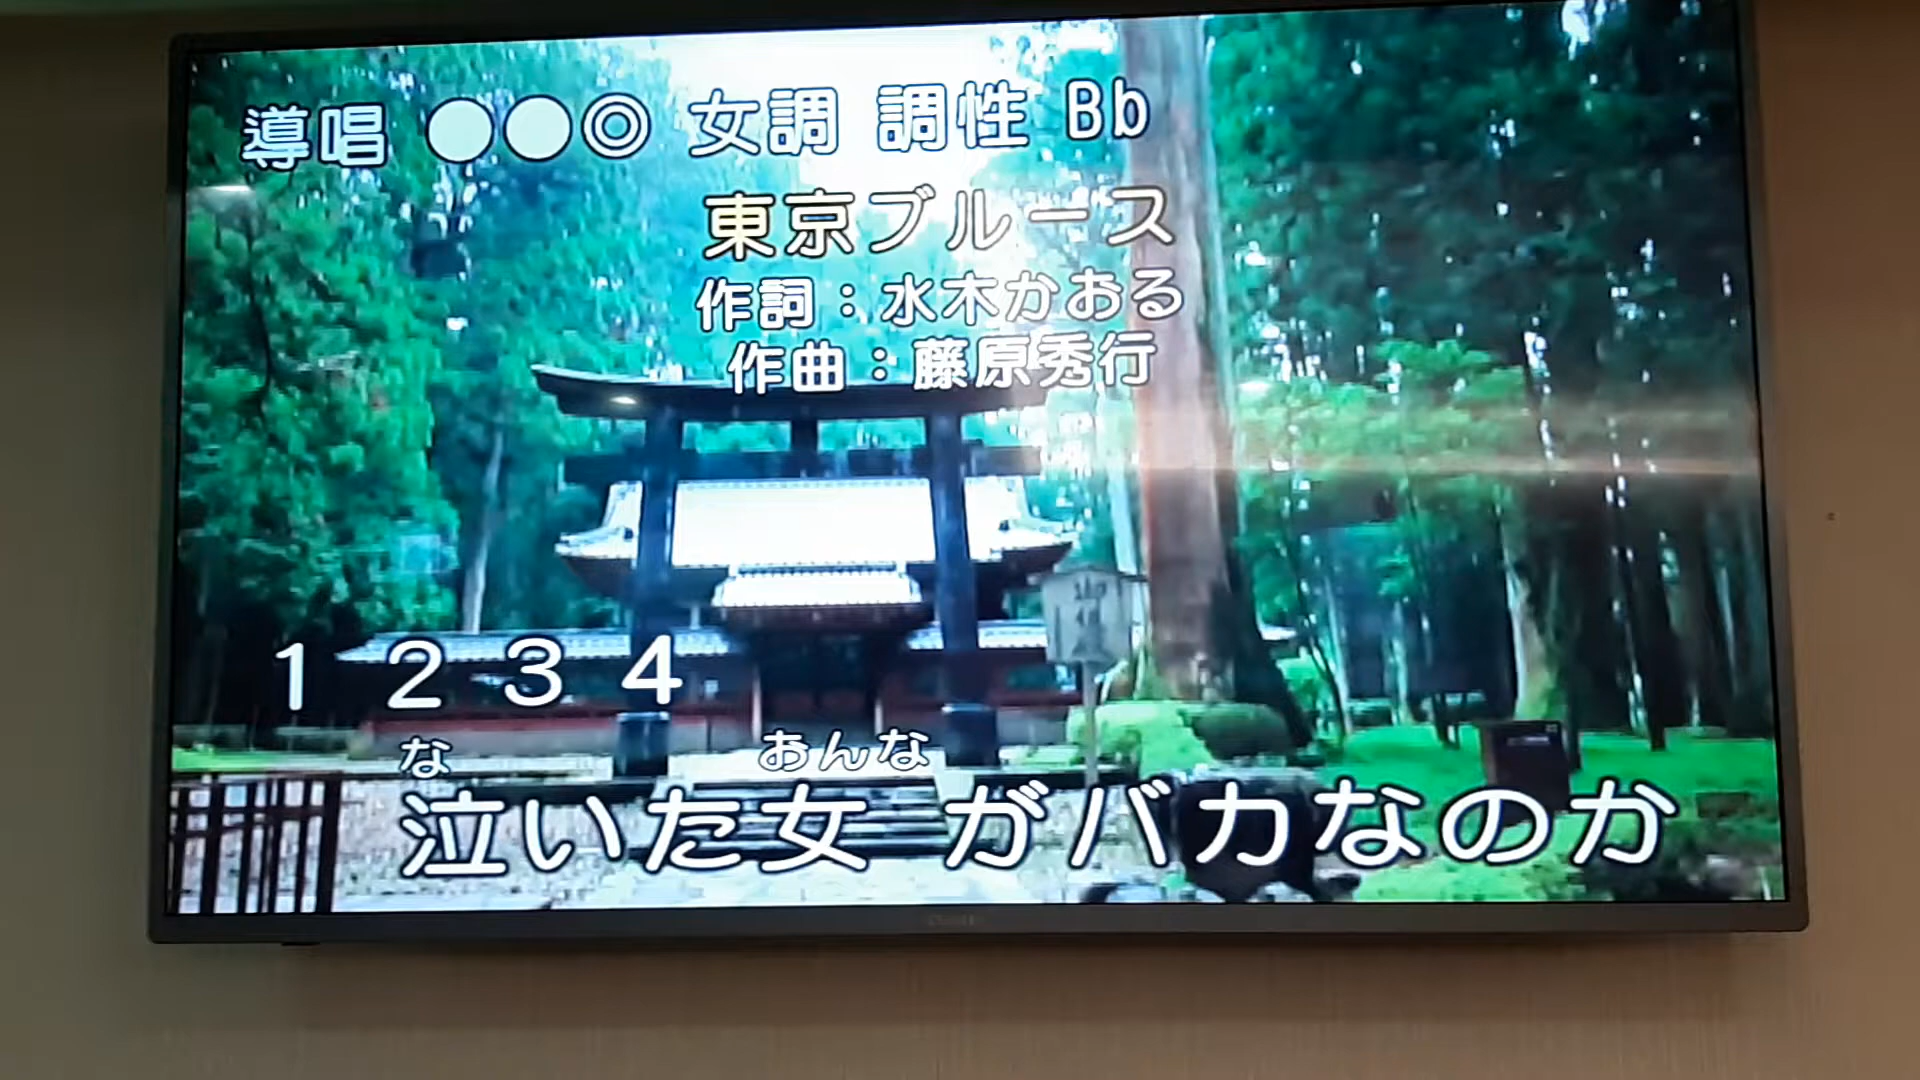 導唱 ●●◎ 女調 調性 Bb
東京ブルース
作詞：水木かおる
作曲：藤原秀行
1 2 3 4
な おんな
泣いた女 がバカなのか